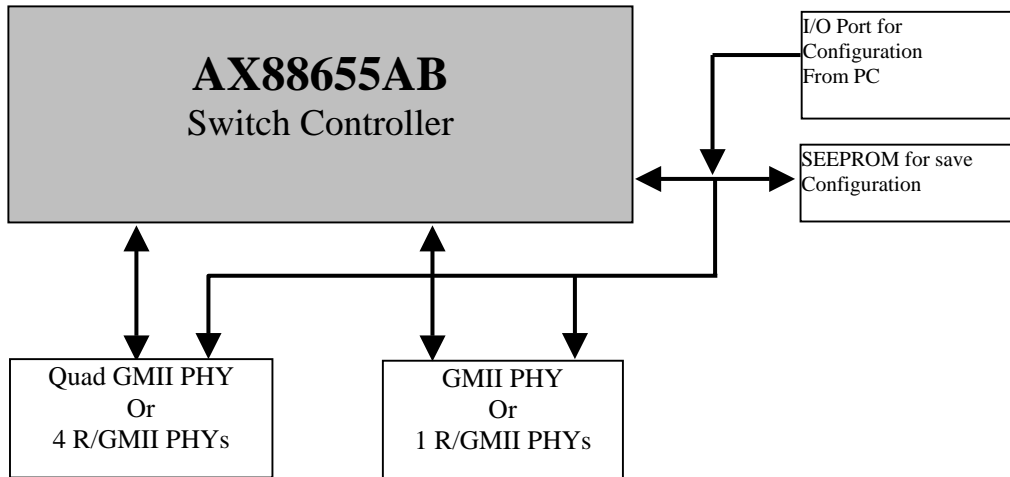 AX88655AB
Switch Controller
I/O Port for
Configuration
From PC
SEEPROM for save
Configuration
Quad GMII PHY
Or
4 R/GMII PHYs
GMII PHY
Or
1 R/GMII PHYs